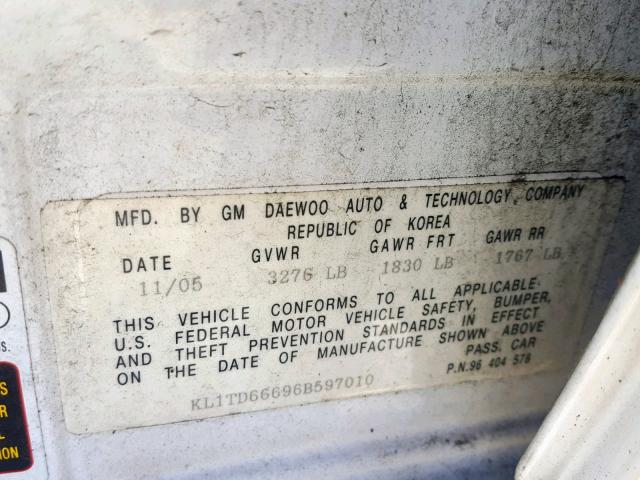 MFD. BY GM DAEWOO AUTO & TECHNOLOGY COMPANY
REPUBLIC OF KOREA
DATE GVWR GAWR FRT GAWR RR
11/05 3276 LB 1830 LB 1767 LB
THIS VEHICLE CONFORMS TO ALL APPLICABLE
U.S. FEDERAL MOTOR VEHICLE SAFETY, BUMPER,
AND THEFT PREVENTION STANDARDS IN EFFECT
ON THE DATE OF MANUFACTURE SHOWN ABOVE
PASS. CAR
P.N.96 404 578
KL1TD66696B597010